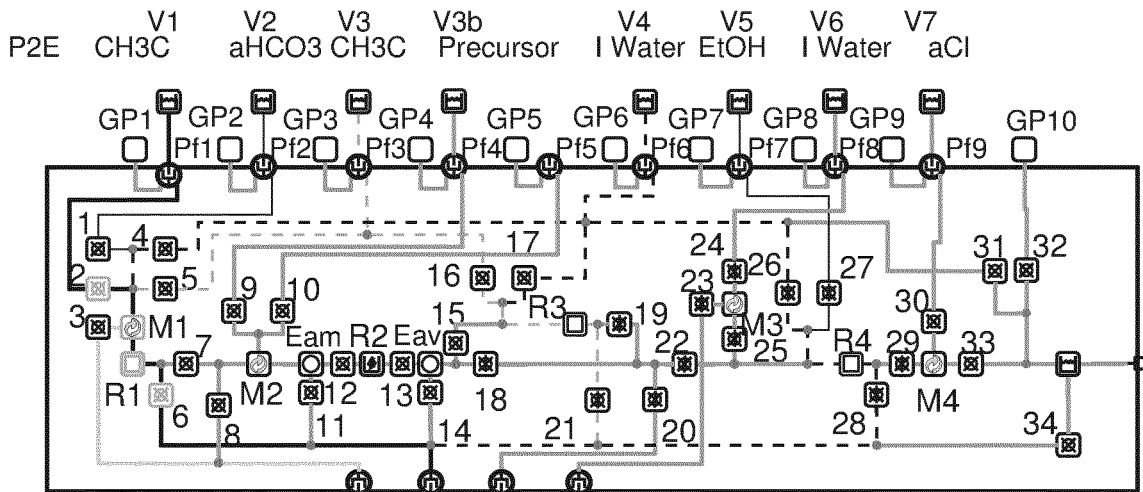 V1 V2 V3 V3b V4 V5 V6 V7
P2E CH3C aHCO3 CH3C Precursor I Water EtOH I Water aCl
GP1 GP2 GP3 GP4 GP5 GP6 GP7 GP8 GP9 GP10
Pf1 Pf2 Pf3 Pf4 Pf5 Pf6 Pf7 Pf8 Pf9
1 4 17 24 31 32
2 5 9 10 16 23 26 27
3 M1 15 R3 19 M3 30
7 Eam R2 Eav 22 25 R4 29 33
R1 M2 12 13 18 M4
6 8 11 14 21 20 28 34